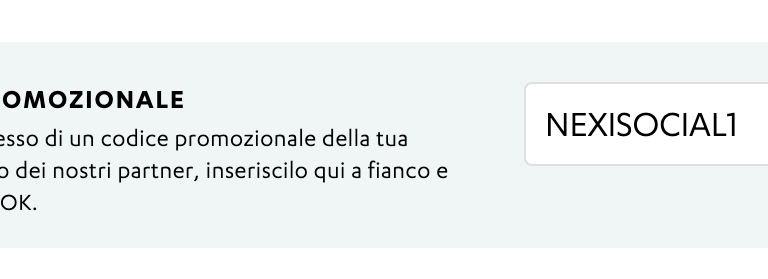 OMOZIONALE
esso di un codice promozionale della tua
o dei nostri partner, inseriscilo qui a fianco e
OK.
NEXISOCIAL1